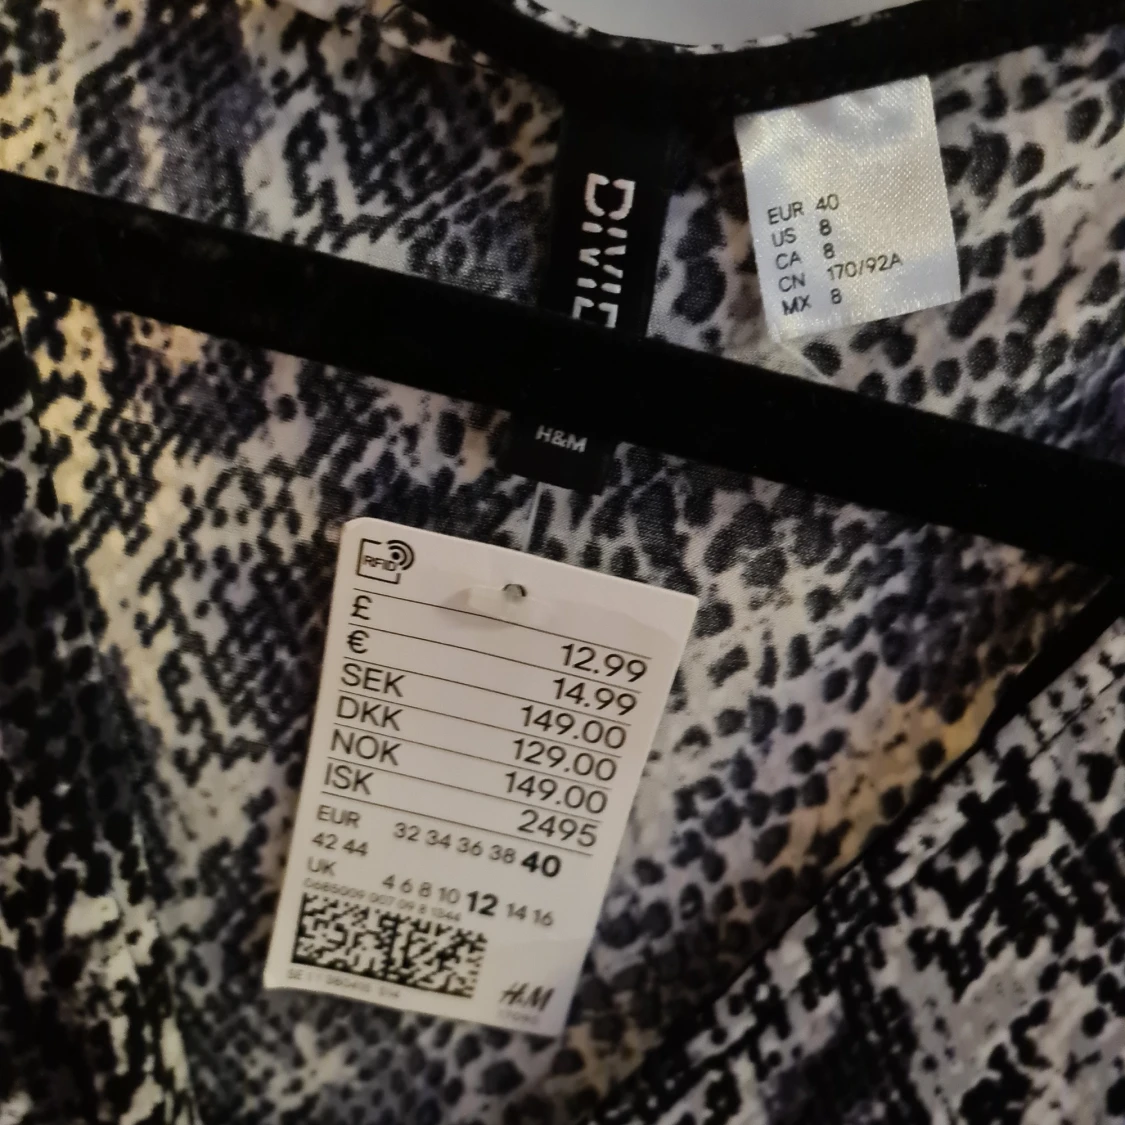 EUR 40
US 8
CA 8
CN 170/92A
MX 8
DIVIDED
H&M
RFID
£ 12.99
€ 14.99
SEK 149.00
DKK 129.00
NOK 149.00
ISK 2495
EUR 32 34 36 38 40
42 44
UK 4 6 8 10 12 14 16
H&M